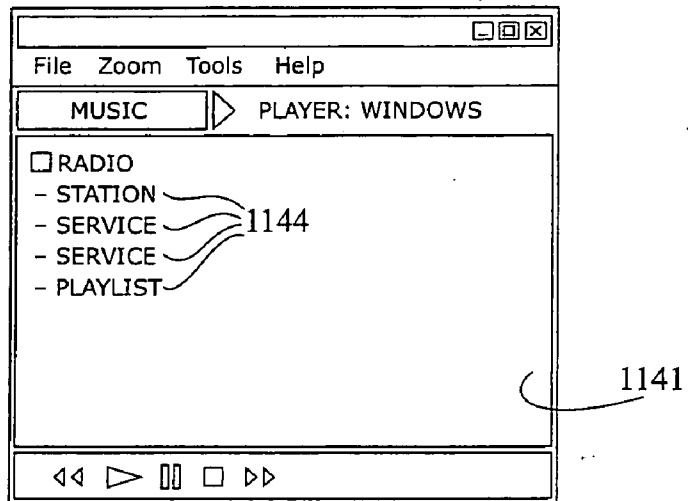 File Zoom Tools Help
MUSIC PLAYER: WINDOWS
RADIO
- STATION
- SERVICE 1144
- SERVICE
- PLAYLIST
1141